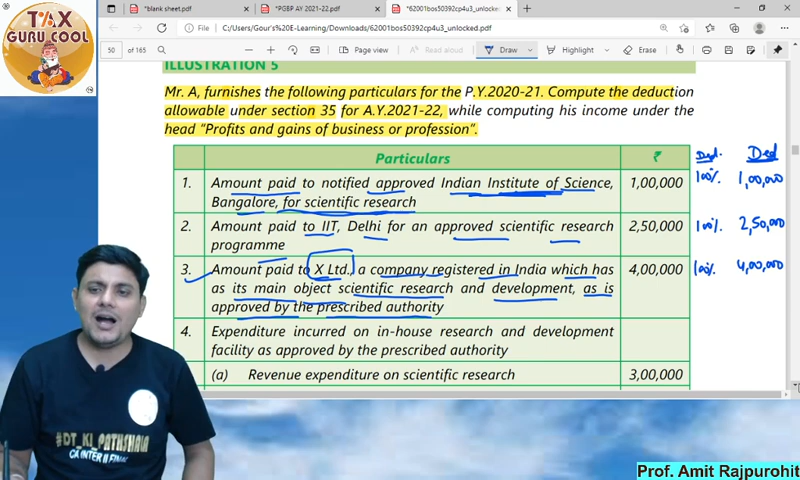 TAX
GURU COOL
*blank sheet.pdf
*PGBP AY 2021-22.pdf
*62001bos50392cp4u3_unlocked.pdf
File
C:/Users/Gour's%20E-Learning/Downloads/62001bos50392cp4u3_unlocked.pdf
50 of 165
Page view
Read aloud
Draw
Highlight
Erase
ILLUSTRATION 5
Mr. A, furnishes the following particulars for the P.Y.2020-21. Compute the deduction
allowable under section 35 for A.Y.2021-22, while computing his income under the
head "Profits and gains of business or profession".
Particulars ₹ Ded. Ded
1. Amount paid to notified approved Indian Institute of Science, 1,00,000 100% 1,00,000
Bangalore, for scientific research
2. Amount paid to IIT, Delhi for an approved scientific research 2,50,000 100% 2,50,000
programme
3. Amount paid to X Ltd., a company registered in India which has 4,00,000 100% 4,00,000
as its main object scientific research and development, as is
approved by the prescribed authority
4. Expenditure incurred on in-house research and development
facility as approved by the prescribed authority
(a) Revenue expenditure on scientific research 3,00,000
#DT_KI_PATHSHALA
CA INTER II FINAL
Prof. Amit Rajpurohit